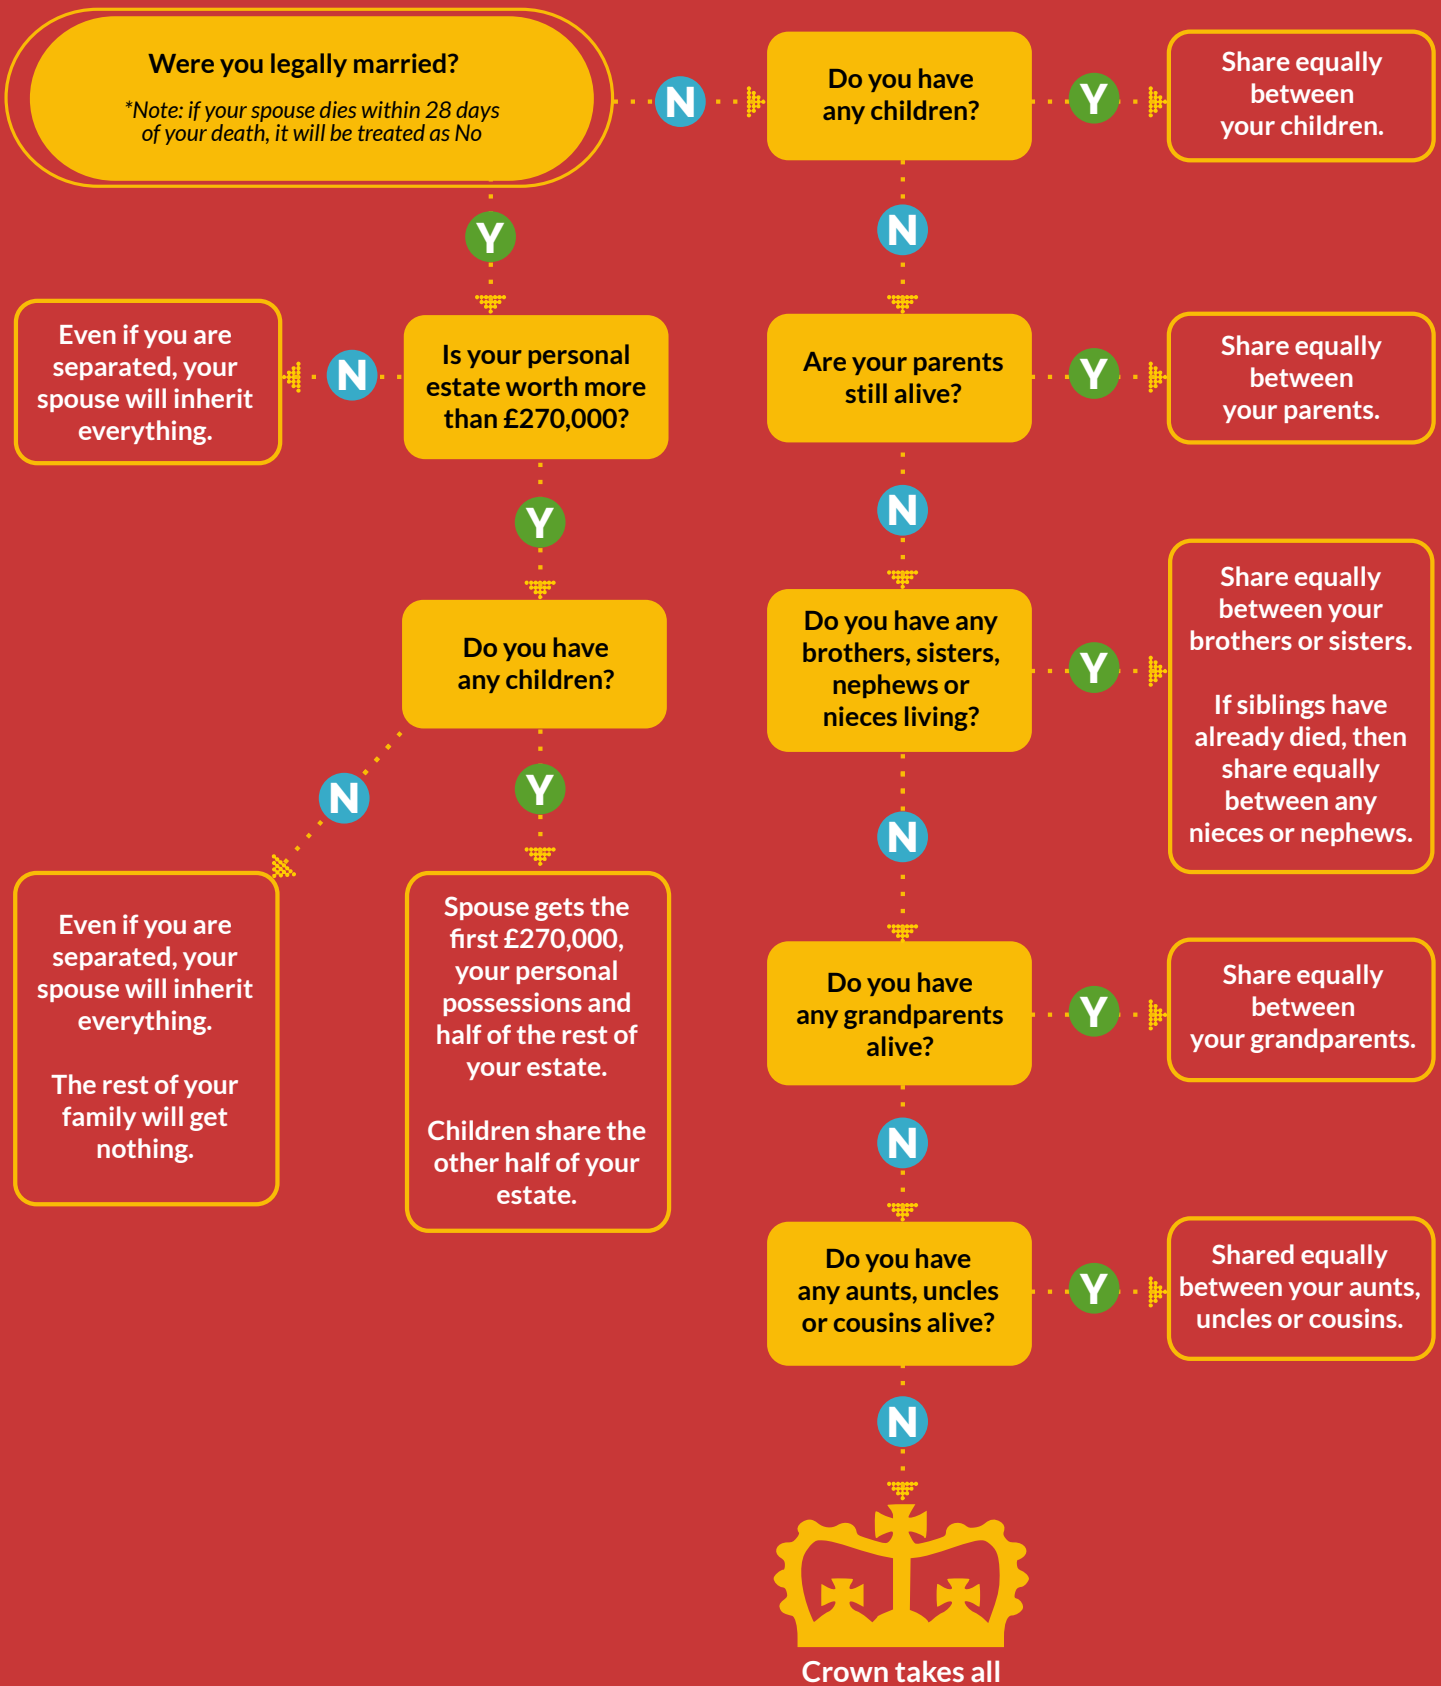 Were you legally married?
*Note: if your spouse dies within 28 days
of your death, it will be treated as No
N
Do you have
any children?
Y
Share equally
between
your children.
Y
N
Even if you are
separated, your
spouse will inherit
everything.
N
Is your personal
estate worth more
than £270,000?
Are your parents
still alive?
Y
Share equally
between
your parents.
Y
N
Do you have
any children?
Do you have any
brothers, sisters,
nephews or
nieces living?
Y
Share equally
between your
brothers or sisters.
If siblings have
already died, then
share equally
between any
nieces or nephews.
N
Y
N
Even if you are
separated, your
spouse will inherit
everything.
The rest of your
family will get
nothing.
Spouse gets the
first £270,000,
your personal
possessions and
half of the rest of
your estate.
Children share the
other half of your
estate.
Do you have
any grandparents
alive?
Y
Share equally
between
your grandparents.
N
Do you have
any aunts, uncles
or cousins alive?
Y
Shared equally
between your aunts,
uncles or cousins.
N
Crown takes all